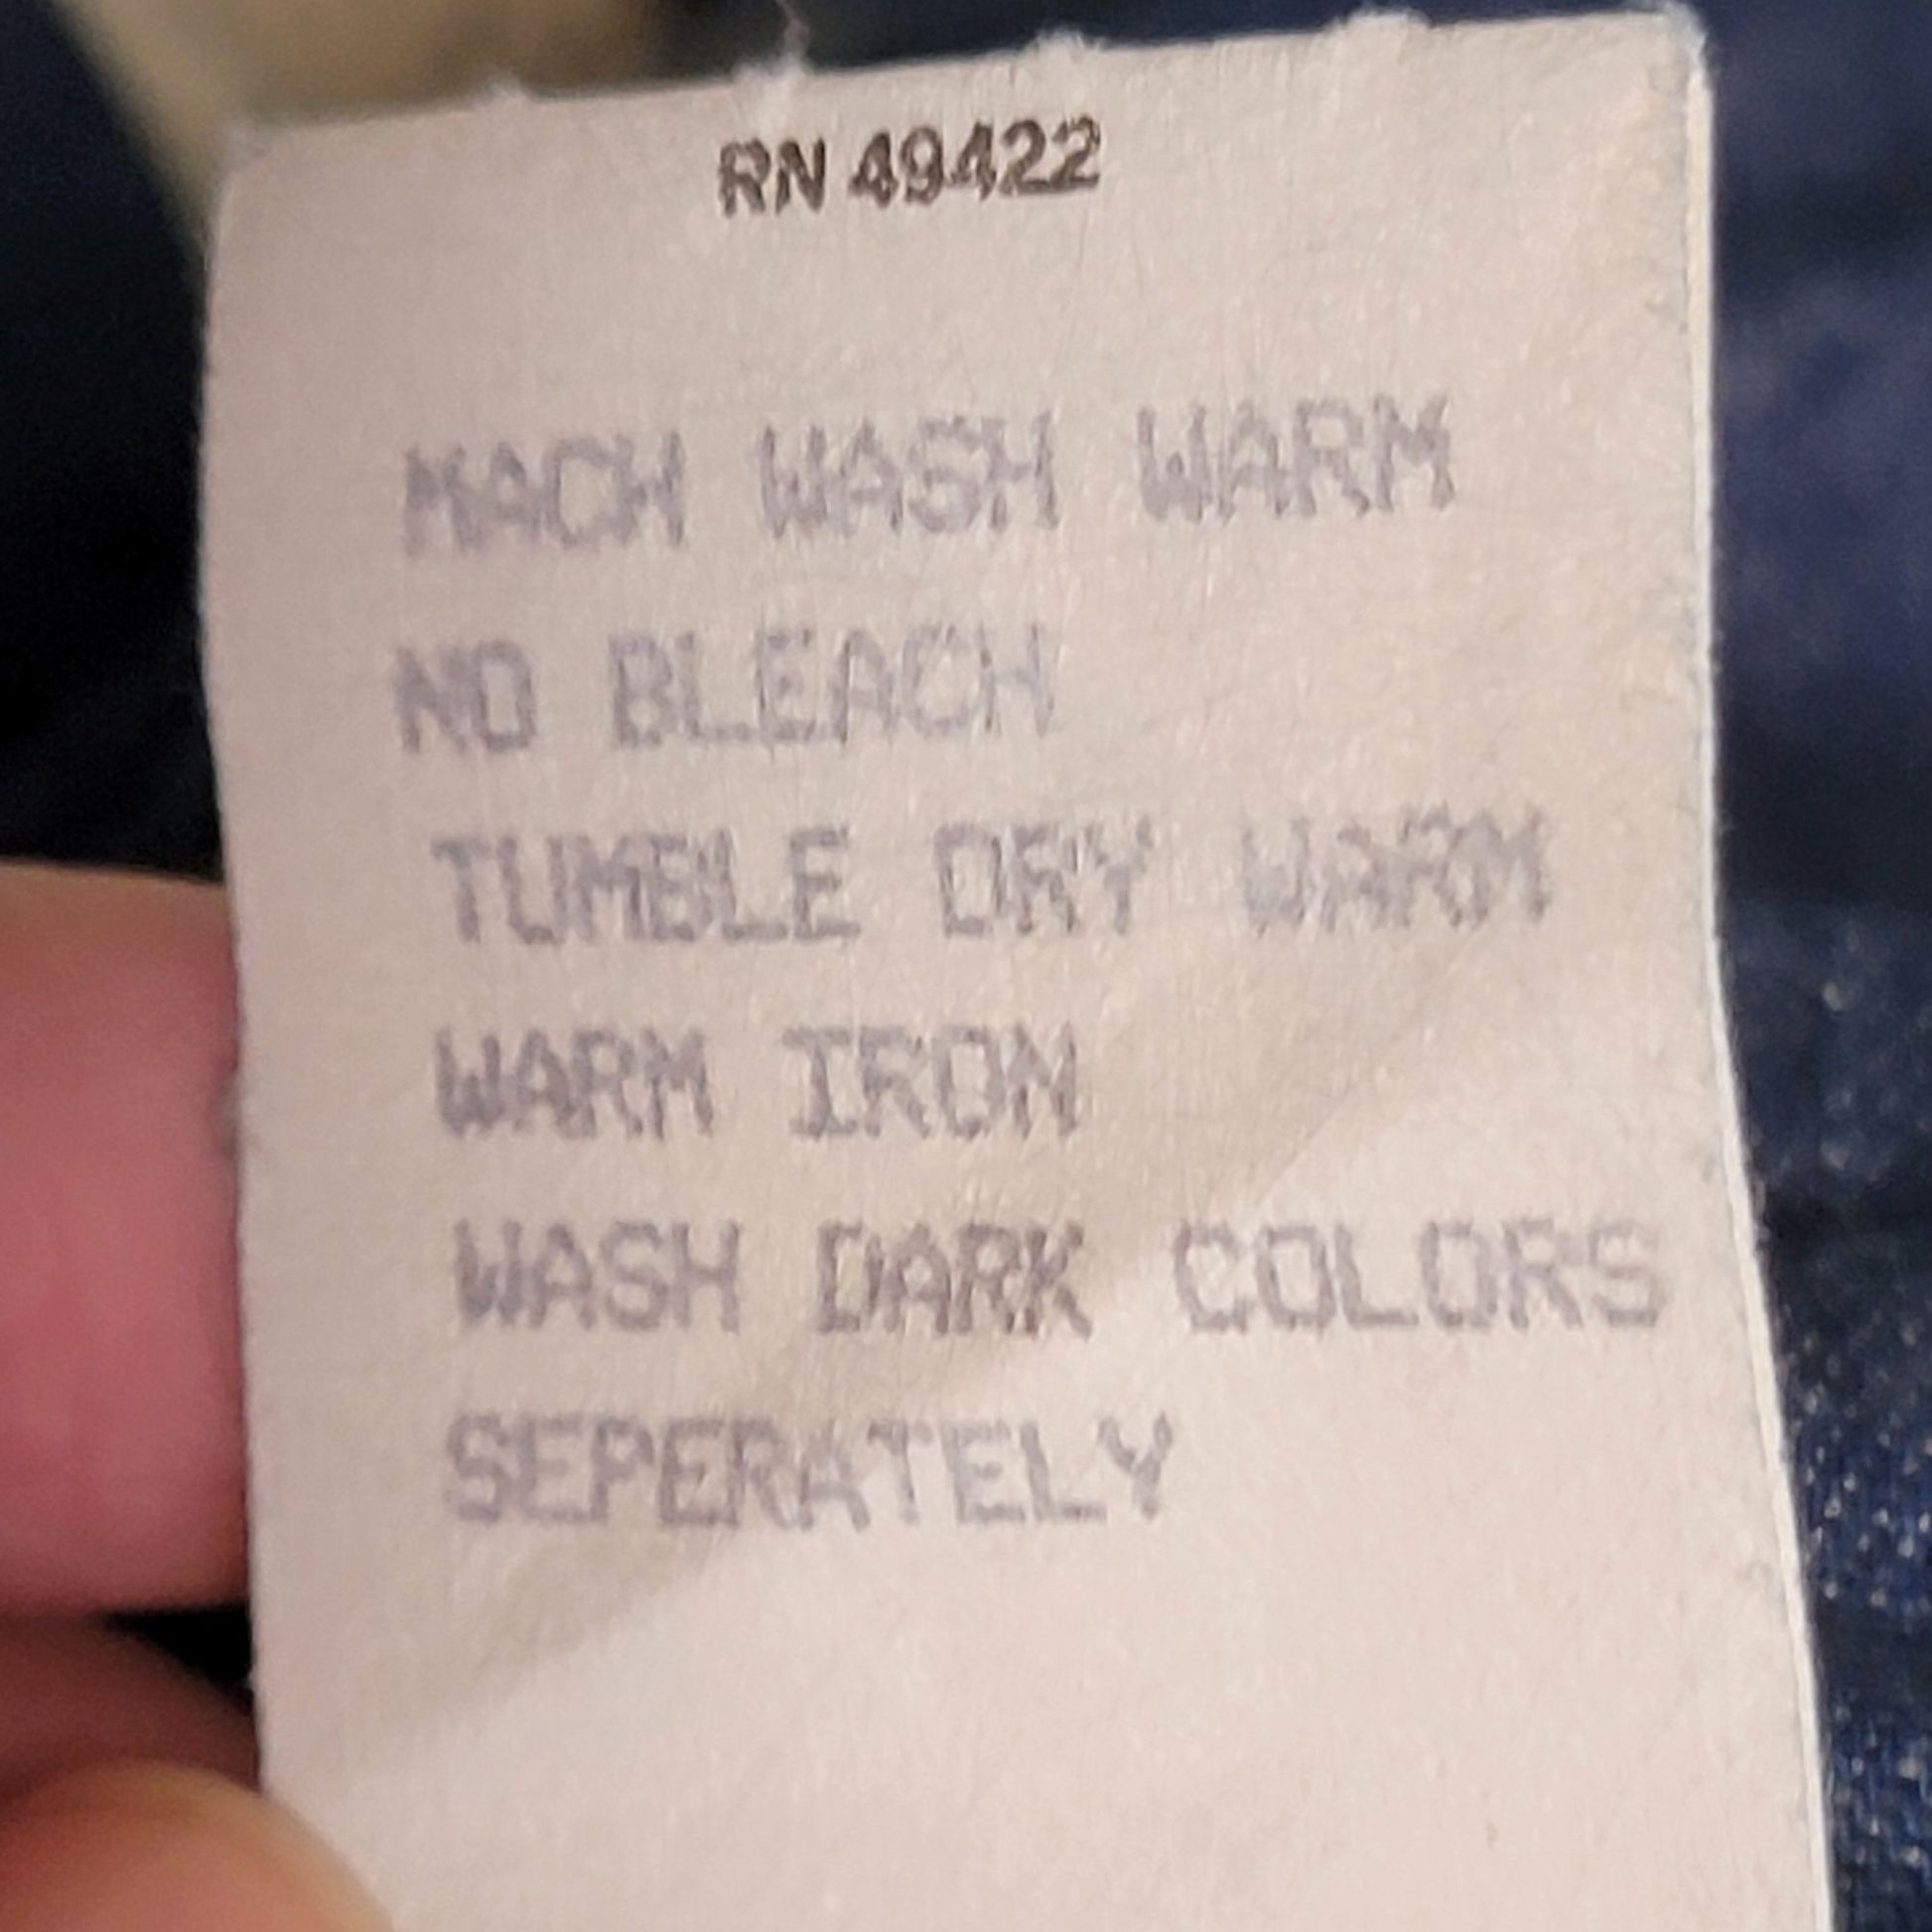 RN 49422
MACH WASH WARM
NO BLEACH
TUMBLE DRY WARM
WARM IRON
WASH DARK COLORS
SEPERATELY